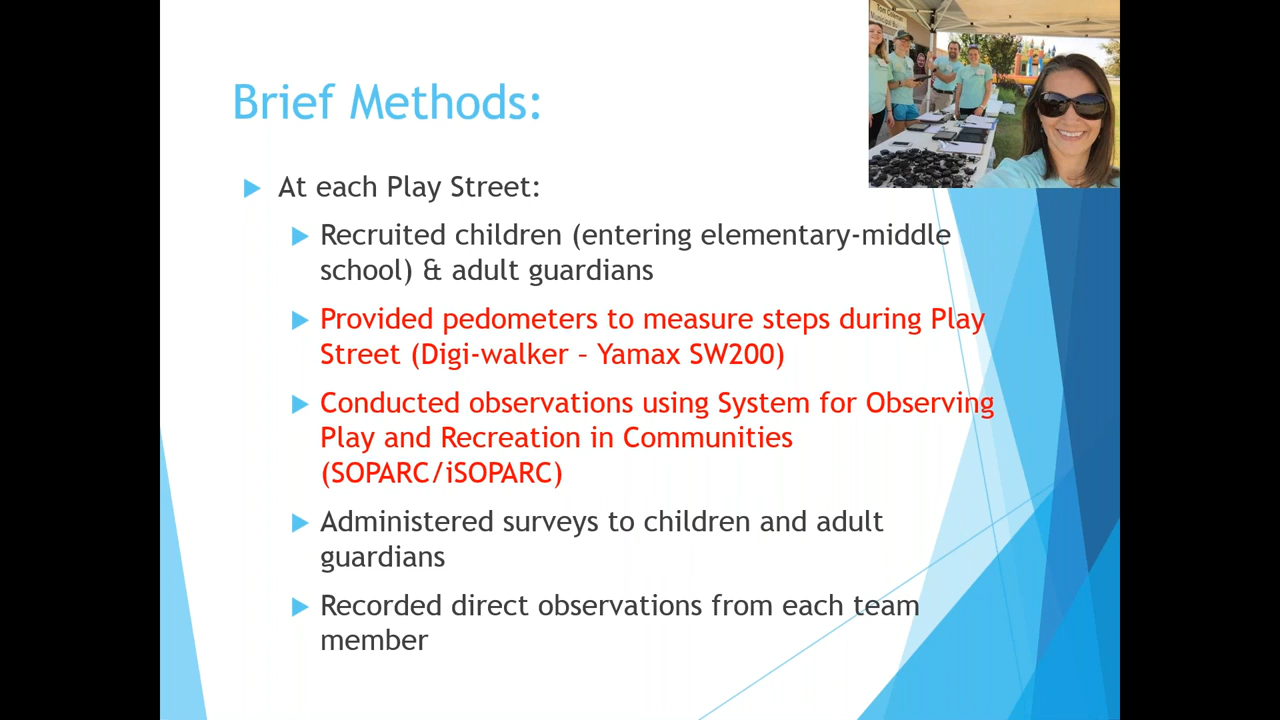 Brief Methods:
At each Play Street:
Recruited children (entering elementary-middle
school) & adult guardians
Provided pedometers to measure steps during Play
Street (Digi-walker – Yamax SW200)
Conducted observations using System for Observing
Play and Recreation in Communities
(SOPARC/iSOPARC)
Administered surveys to children and adult
guardians
Recorded direct observations from each team
member